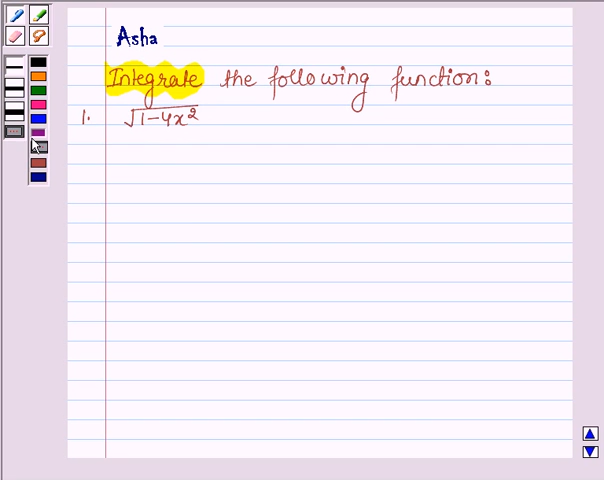 Asha
Integrate the following function:
1. √1-4x²